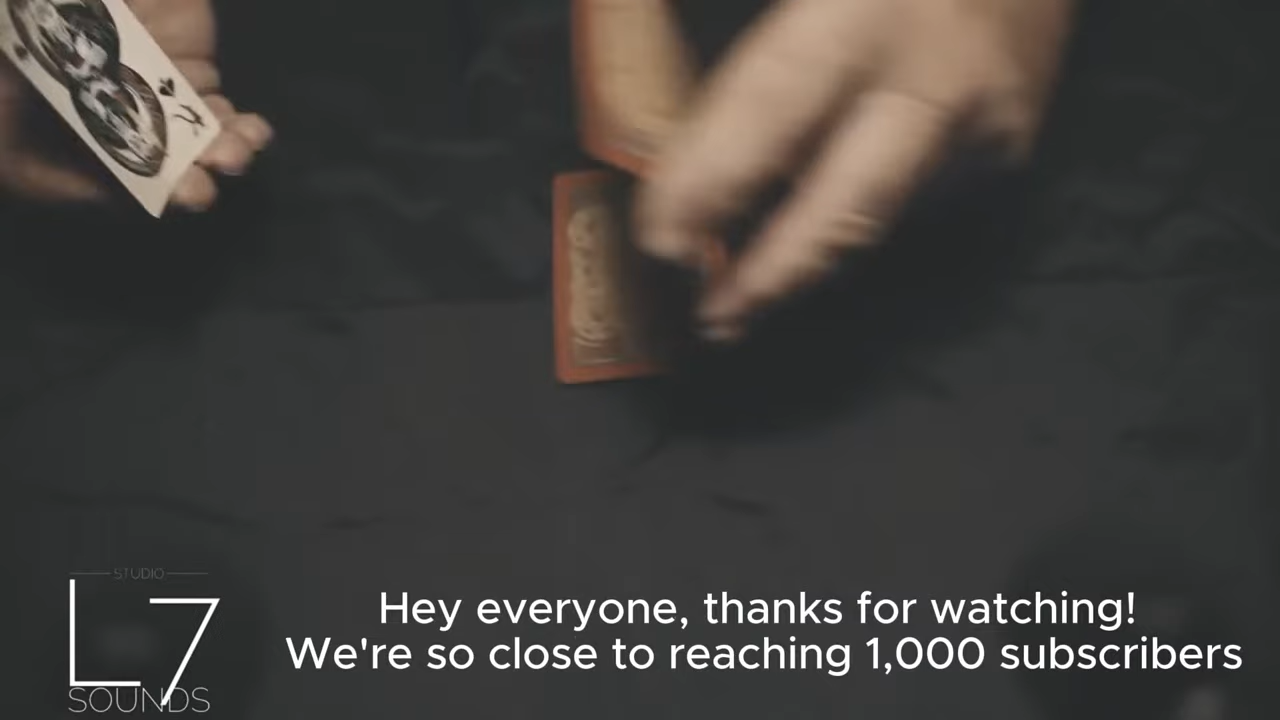 STUDIO
L7
SOUNDS
Hey everyone, thanks for watching!
We're so close to reaching 1,000 subscribers